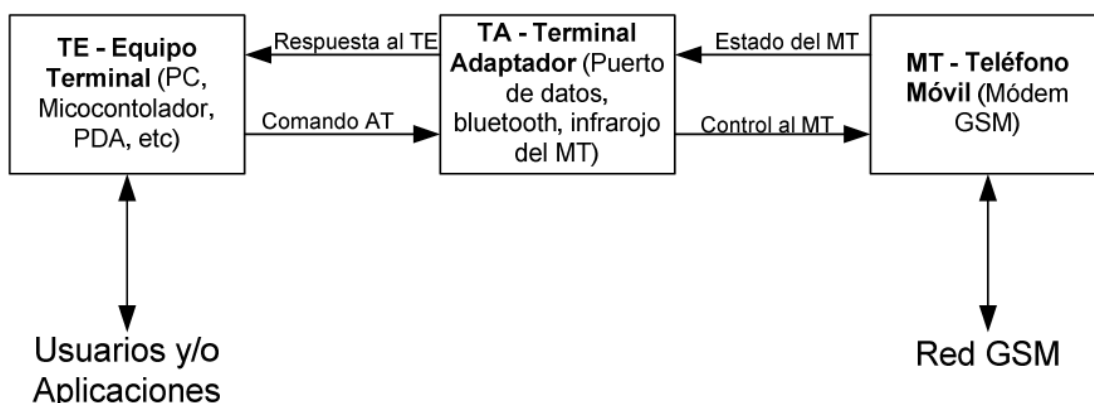 TE - Equipo
Terminal (PC,
Micocontolador,
PDA, etc)
Respuesta al TE
Comando AT
TA - Terminal
Adaptador (Puerto
de datos,
bluetooth, infrarojo
del MT)
Estado del MT
Control al MT
MT - Teléfono
Móvil (Módem
GSM)
Usuarios y/o
Aplicaciones
Red GSM